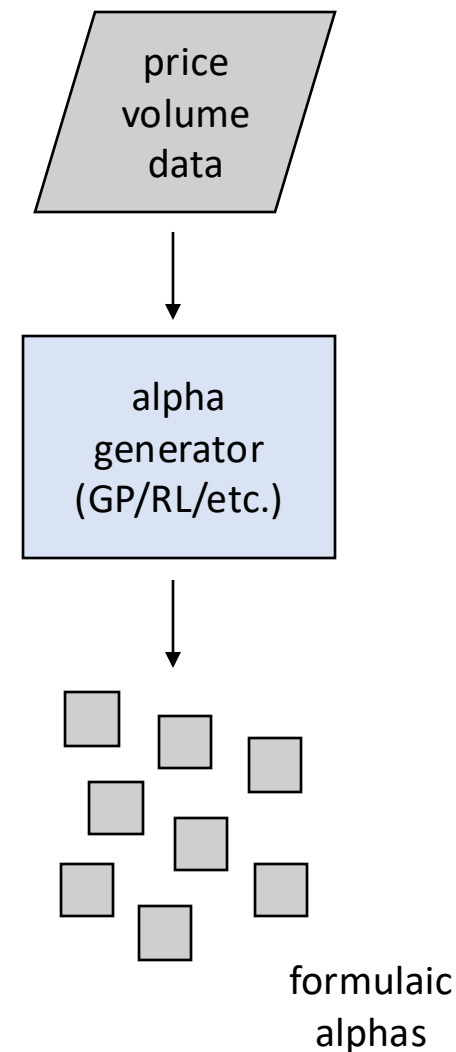 price
volume
data
alpha
generator
(GP/RL/etc.)
formulaic
alphas